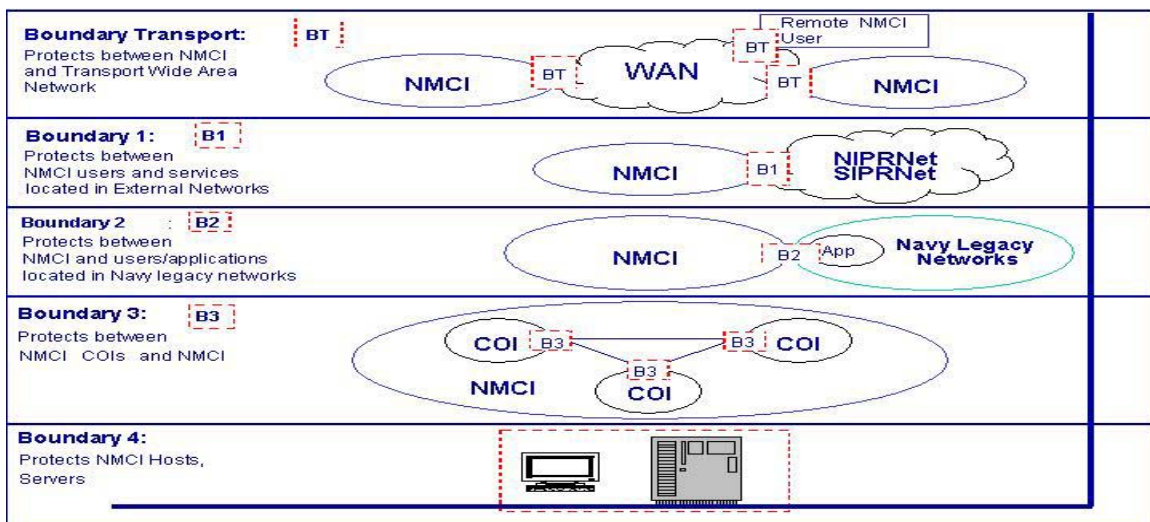 Boundary Transport:
BT
Protects between NMCI
and Transport Wide Area
Network
NMCI
BT
WAN
BT
Remote NMCI
User
BT
NMCI
Boundary 1:
B1
Protects between
NMCI users and services
located in External Networks
NMCI
B1
NIPRNet
SIPRNet
Boundary 2 :
B2
Protects between
NMCI and users/applications
located in Navy legacy networks
NMCI
B2
App
Navy Legacy
Networks
Boundary 3:
B3
Protects between
NMCI COIs and NMCI
COI
B3
B3
COI
NMCI
B3
COI
Boundary 4:
Protects NMCI Hosts,
Servers